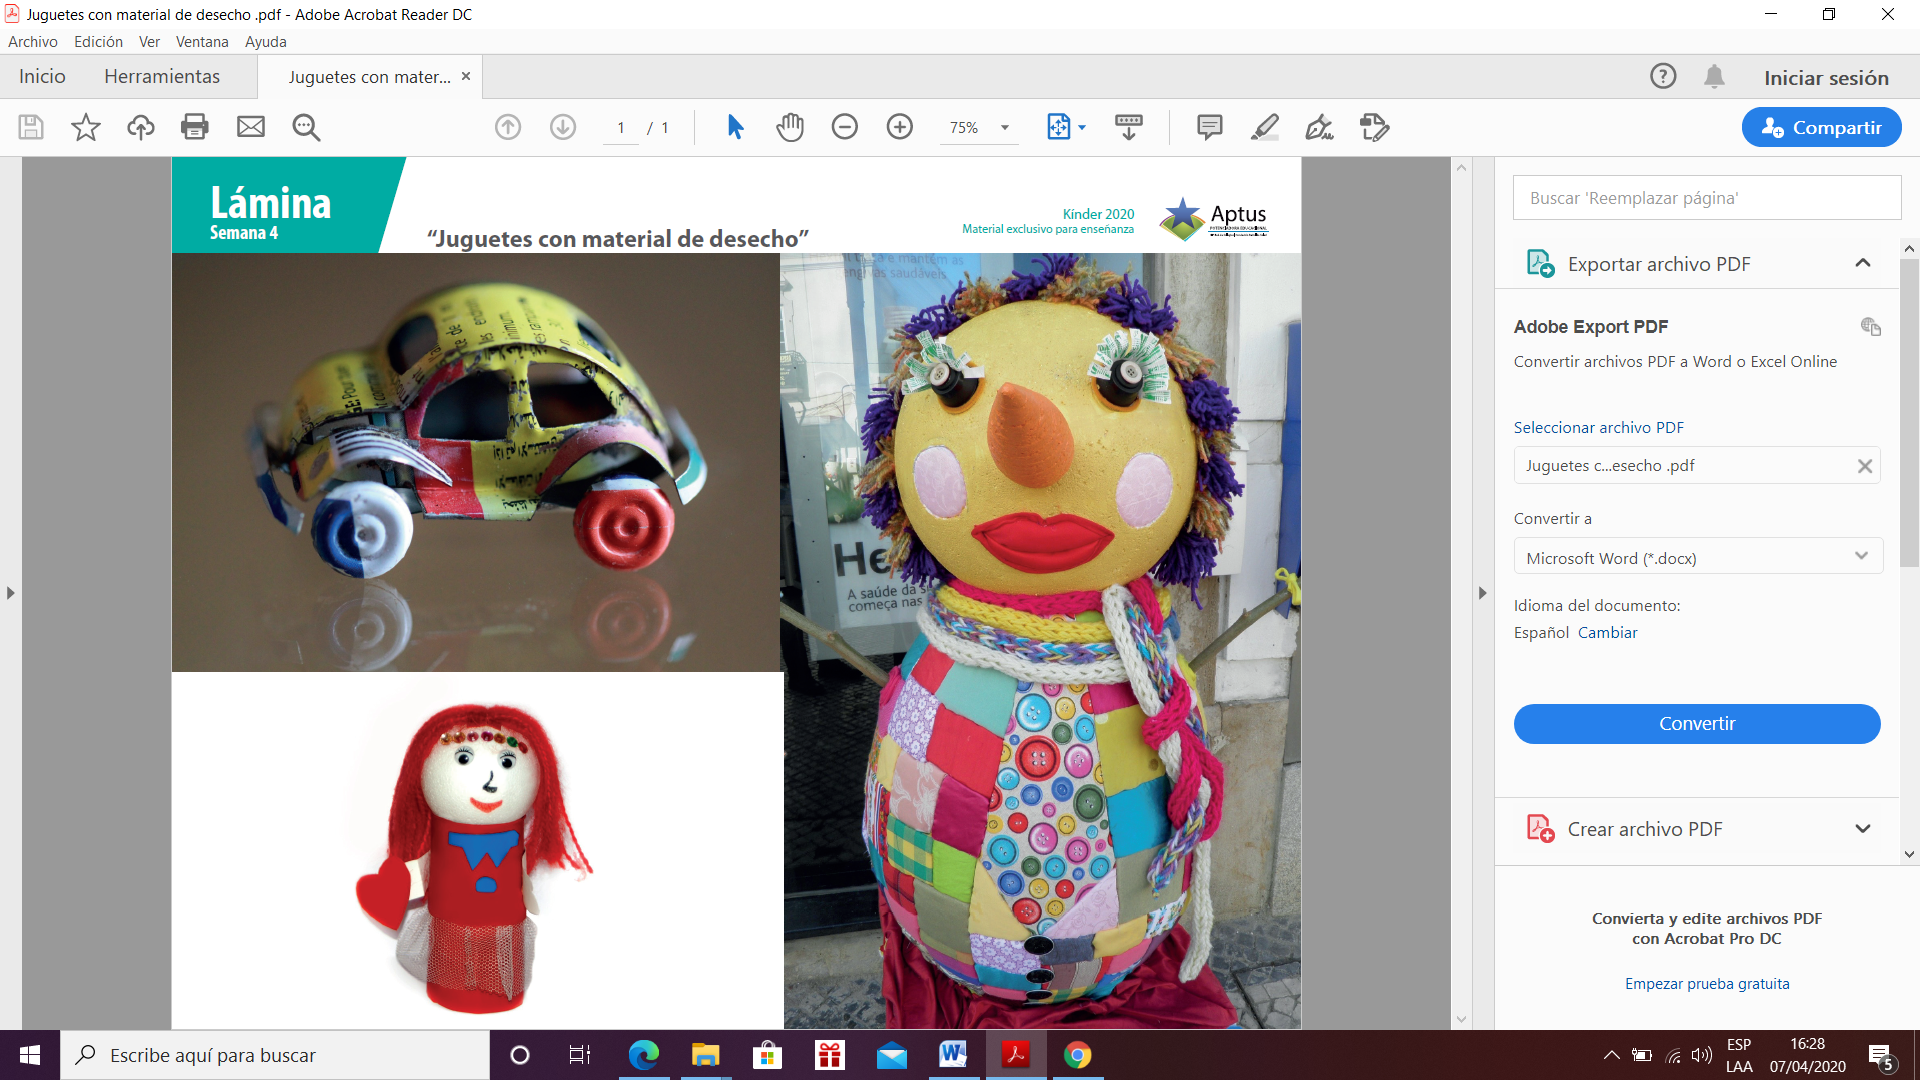 Juguetes con material de desecho .pdf - Adobe Acrobat Reader DC
Archivo Edición Ver Ventana Ayuda
Inicio Herramientas Juguetes con mater... Iniciar sesión
1 / 1 75% Compartir
Lámina
Semana 4
“Juguetes con material de desecho”
Kínder 2020
Material exclusivo para enseñanza
Aptus
He
A saúde da
começa nas
Buscar 'Reemplazar página'
Exportar archivo PDF
Adobe Export PDF
Convertir archivos PDF a Word o Excel Online
Seleccionar archivo PDF
Juguetes c...esecho .pdf
Convertir a
Microsoft Word (*.docx)
Idioma del documento:
Español Cambiar
Convertir
Crear archivo PDF
Convierta y edite archivos PDF
con Acrobat Pro DC
Empezar prueba gratuita
Escribe aquí para buscar
ESP
LAA
16:28
07/04/2020
5